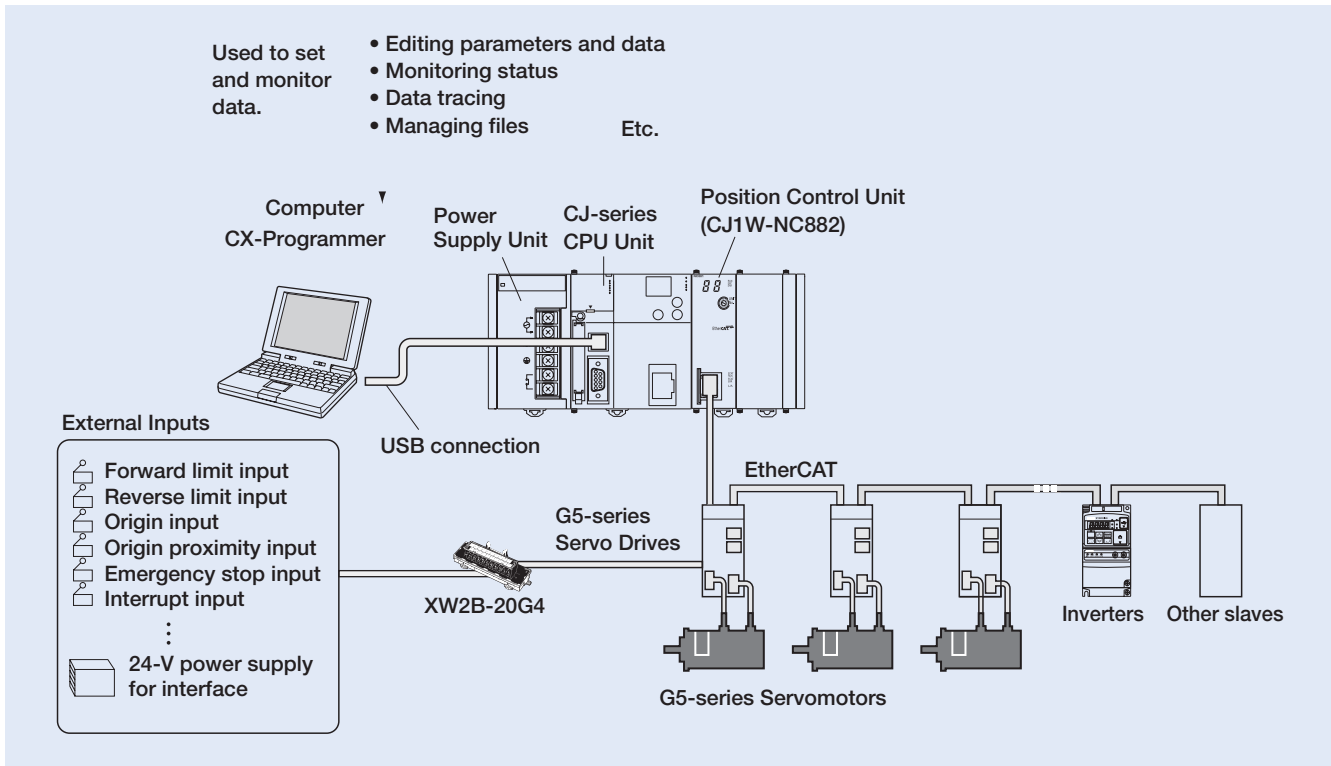 Used to set
and monitor
data.
• Editing parameters and data
• Monitoring status
• Data tracing
• Managing files
Etc.
Computer
CX-Programmer
Power
Supply Unit
CJ-series
CPU Unit
Position Control Unit
(CJ1W-NC882)
EtherCAT
USB connection
External Inputs
Forward limit input
Reverse limit input
Origin input
Origin proximity input
Emergency stop input
Interrupt input
24-V power supply
for interface
XW2B-20G4
G5-series
Servo Drives
EtherCAT
Inverters
Other slaves
G5-series Servomotors